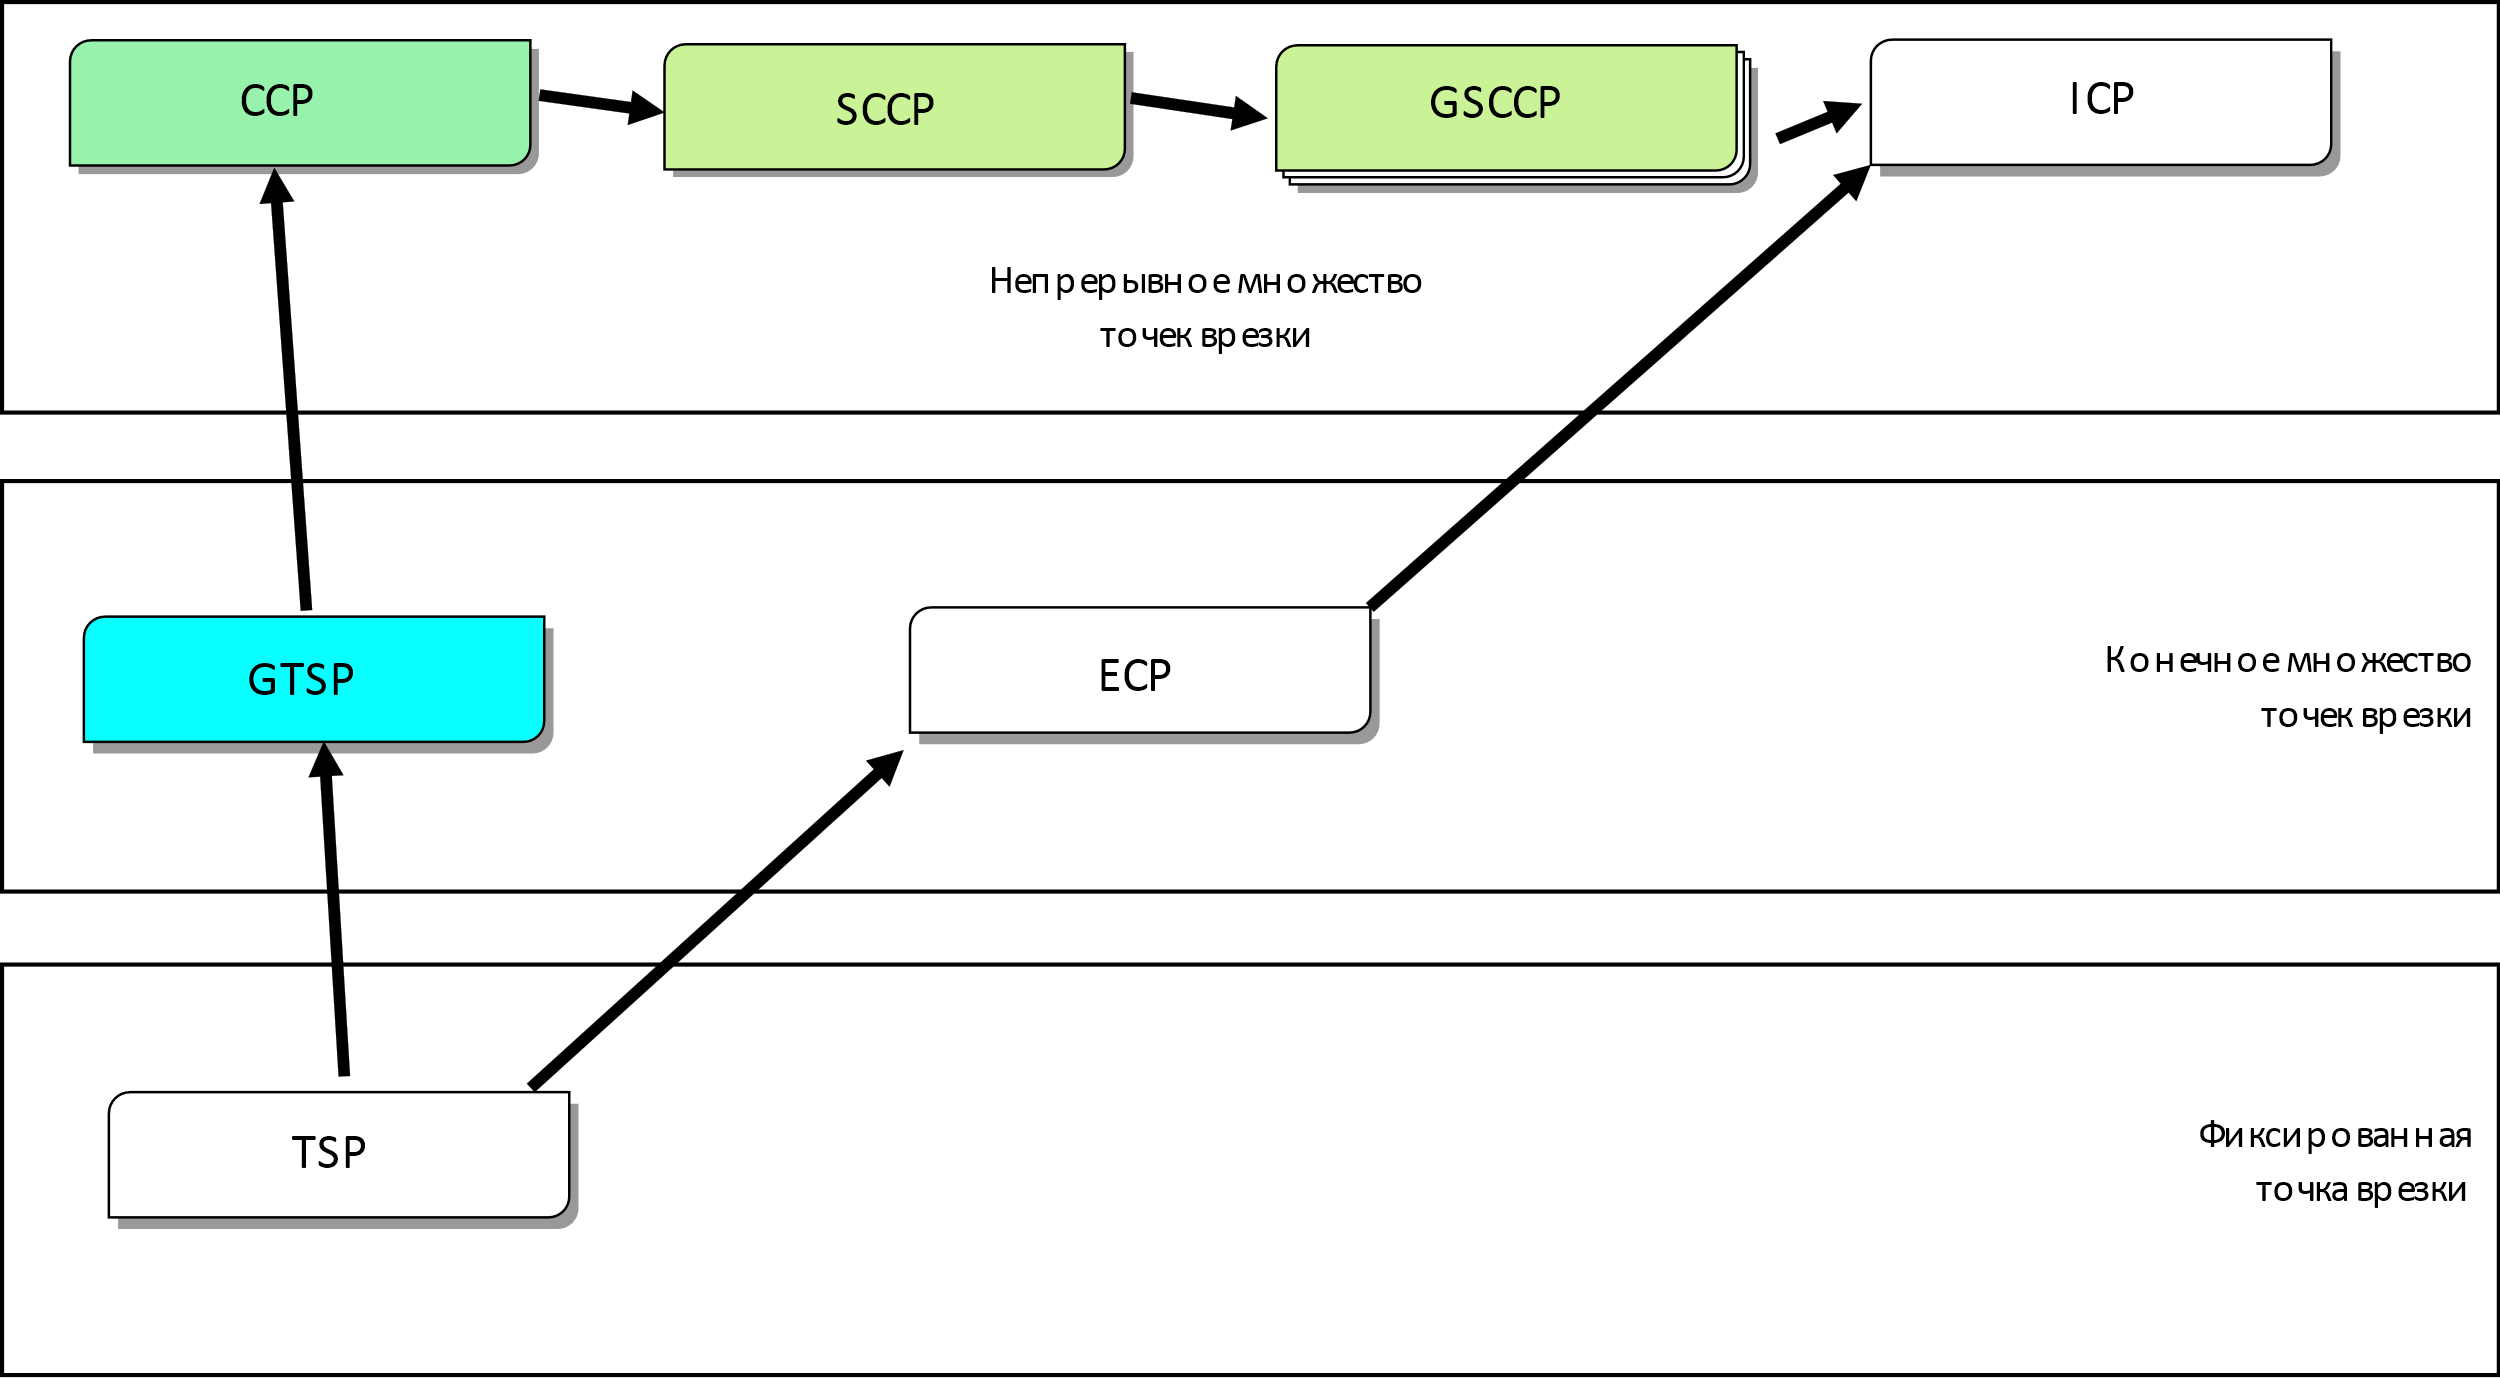 CCP
SCCP
GSCCP
ICP
Непрерывное множество
точек врезки
GTSP
ECP
Конечное множество
точек врезки
TSP
Фиксированная
точка врезки